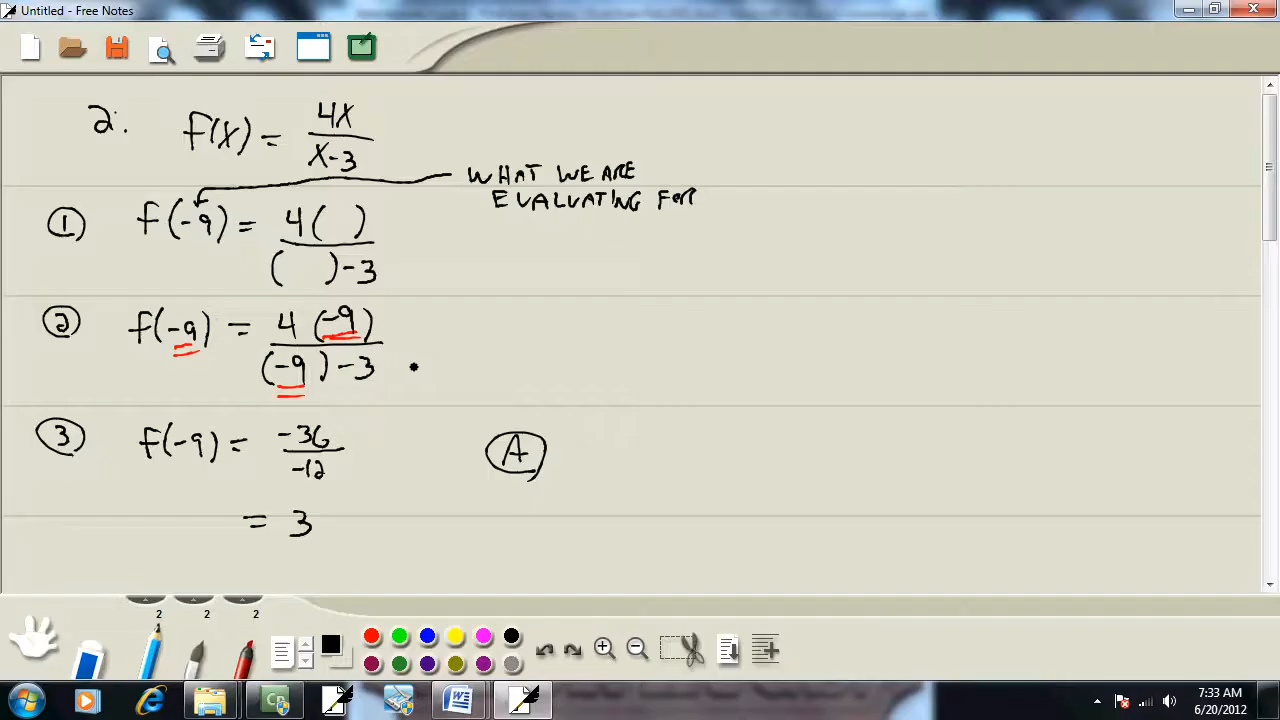 Untitled - Free Notes
2. f(x) = 4x / x-3
WHAT WE ARE
EVALUATING FOR
① f(-9) = 4( ) / ( ) -3
② f(-9) = 4 (-9) / (-9) -3
③ f(-9) = -36 / -12
A
= 3
2 2 2
7:33 AM
6/20/2012